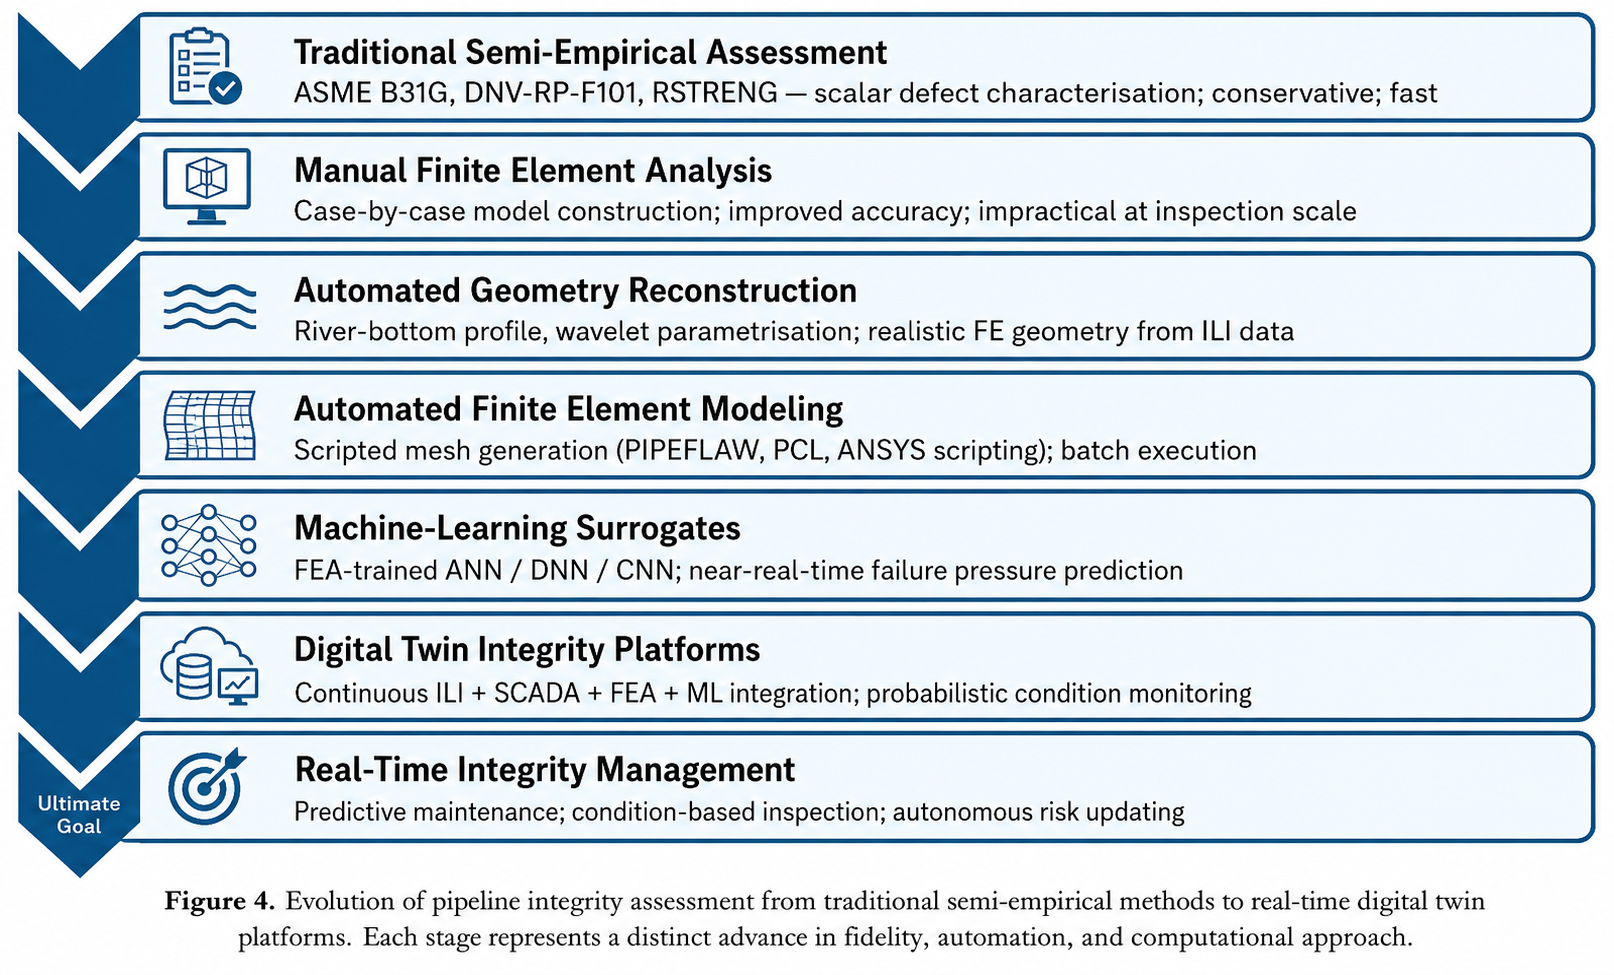 Traditional Semi-Empirical Assessment
ASME B31G, DNV-RP-F101, RSTRENG — scalar defect characterisation; conservative; fast
Manual Finite Element Analysis
Case-by-case model construction; improved accuracy; impractical at inspection scale
Automated Geometry Reconstruction
River-bottom profile, wavelet parametrisation; realistic FE geometry from ILI data
Automated Finite Element Modeling
Scripted mesh generation (PIPEFLAW, PCL, ANSYS scripting); batch execution
Machine-Learning Surrogates
FEA-trained ANN / DNN / CNN; near-real-time failure pressure prediction
Digital Twin Integrity Platforms
Continuous ILI + SCADA + FEA + ML integration; probabilistic condition monitoring
Ultimate
Goal
Real-Time Integrity Management
Predictive maintenance; condition-based inspection; autonomous risk updating
Figure 4. Evolution of pipeline integrity assessment from traditional semi-empirical methods to real-time digital twin
platforms. Each stage represents a distinct advance in fidelity, automation, and computational approach.